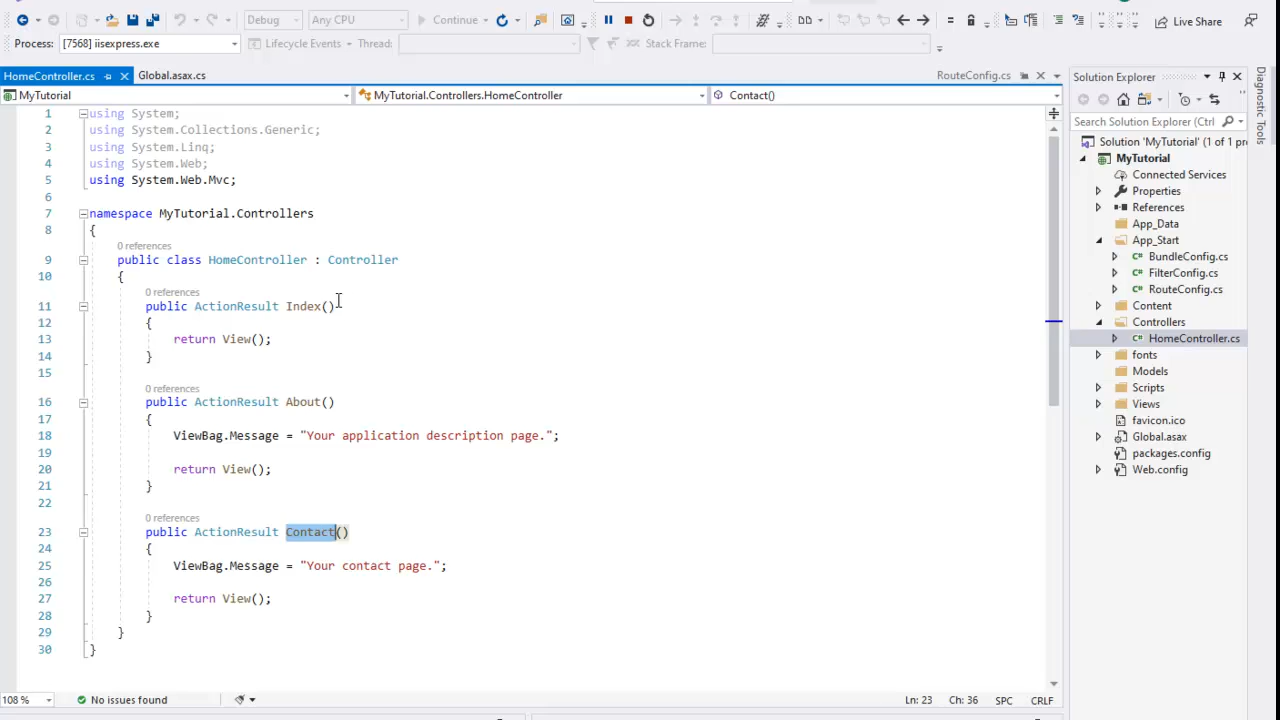 Debug Any CPU Continue DD Live Share
Process: [7568] iisexpress.exe Lifecycle Events Thread: Stack Frame:
HomeController.cs Global.asax.cs RouteConfig.cs
MyTutorial MyTutorial.Controllers.HomeController Contact()
1 using System;
2 using System.Collections.Generic;
3 using System.Linq;
4 using System.Web;
5 using System.Web.Mvc;
6
7 namespace MyTutorial.Controllers
8 {
0 references
9 public class HomeController : Controller
10 {
0 references
11 public ActionResult Index()
12 {
13 return View();
14 }
15
0 references
16 public ActionResult About()
17 {
18 ViewBag.Message = "Your application description page.";
19
20 return View();
21 }
22
0 references
23 public ActionResult Contact()
24 {
25 ViewBag.Message = "Your contact page.";
26
27 return View();
28 }
29 }
30 }
108 % No issues found Ln: 23 Ch: 36 SPC CRLF
Solution Explorer
Search Solution Explorer (Ctrl
Solution 'MyTutorial' (1 of 1 pr
MyTutorial
Connected Services
Properties
References
App_Data
App_Start
BundleConfig.cs
FilterConfig.cs
RouteConfig.cs
Content
Controllers
HomeController.cs
fonts
Models
Scripts
Views
favicon.ico
Global.asax
packages.config
Web.config
Diagnostic Tools